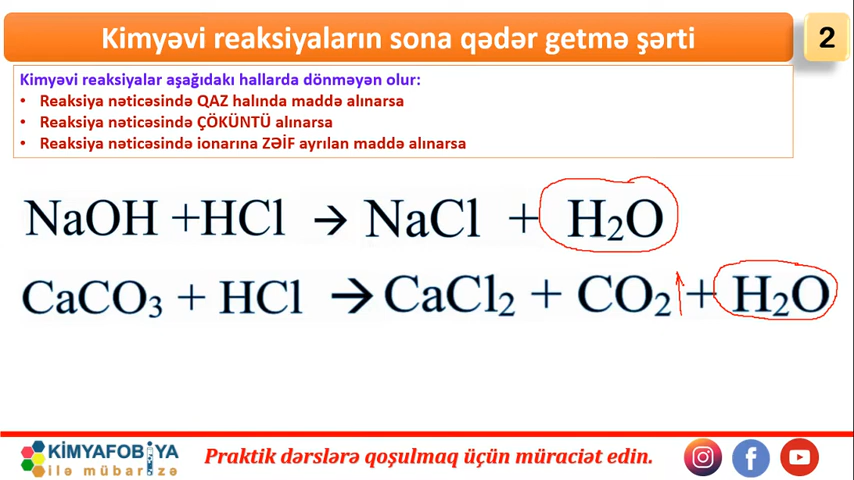 Kimyəvi reaksiyaların sona qədər getmə şərti
2
Kimyəvi reaksiyalar aşağıdakı hallarda dönməyən olur:
• Reaksiya nəticəsində QAZ halında maddə alınarsa
• Reaksiya nəticəsində ÇÖKÜNTÜ alınarsa
• Reaksiya nəticəsində ionarına ZƏİF ayrılan maddə alınarsa
NaOH +HCl → NaCl + H₂O
CaCO₃ + HCl → CaCl₂ + CO₂↑ + H₂O
KİMYAFOBİYA
ilə mübarizə
Praktik dərslərə qoşulmaq üçün müraciət edin.